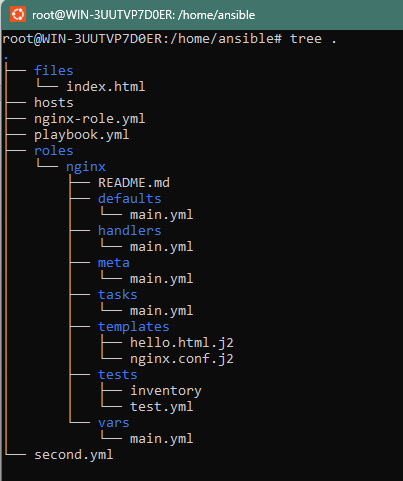 root@WIN-3UUTVP7D0ER: /home/ansible
root@WIN-3UUTVP7D0ER:/home/ansible# tree .
.
├── files
│   └── index.html
├── hosts
├── nginx-role.yml
├── playbook.yml
├── roles
│   └── nginx
│       ├── README.md
│       ├── defaults
│       │   └── main.yml
│       ├── handlers
│       │   └── main.yml
│       ├── meta
│       │   └── main.yml
│       ├── tasks
│       │   └── main.yml
│       ├── templates
│       │   ├── hello.html.j2
│       │   └── nginx.conf.j2
│       ├── tests
│       │   ├── inventory
│       │   └── test.yml
│       └── vars
│           └── main.yml
└── second.yml